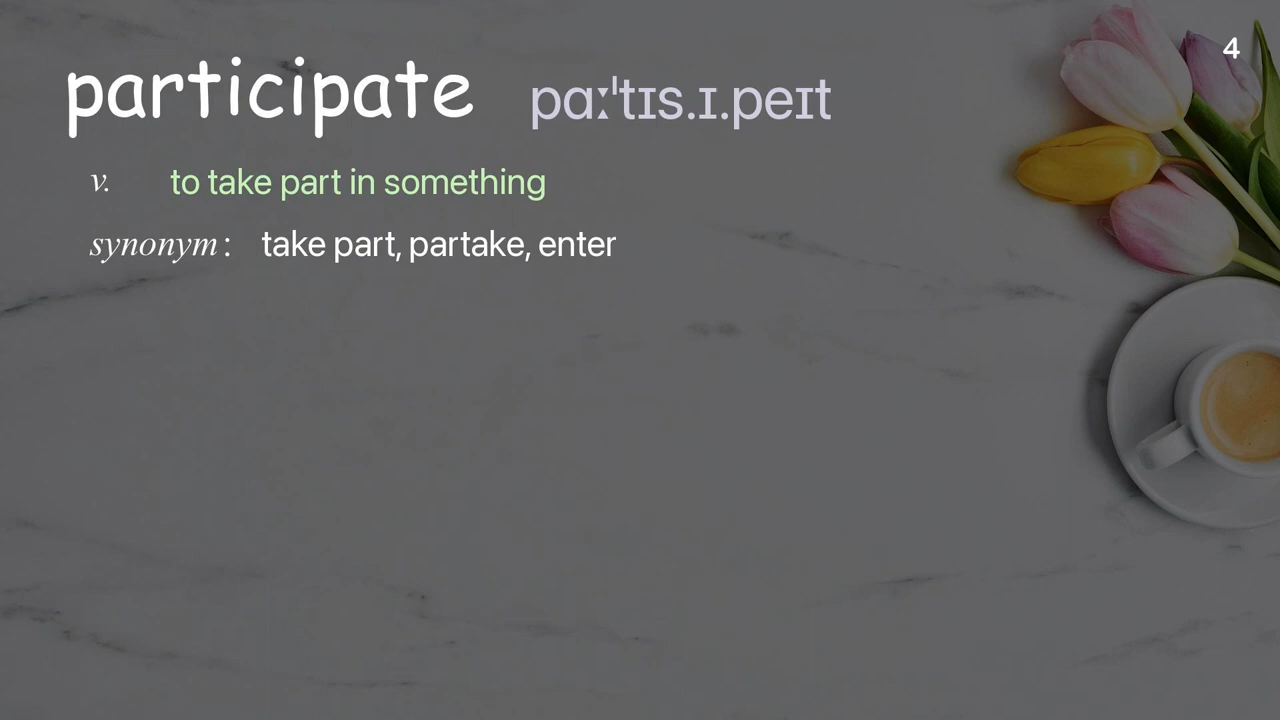 4
participate pɑːˈtɪs.ɪ.peɪt
v. to take part in something
synonym : take part, partake, enter